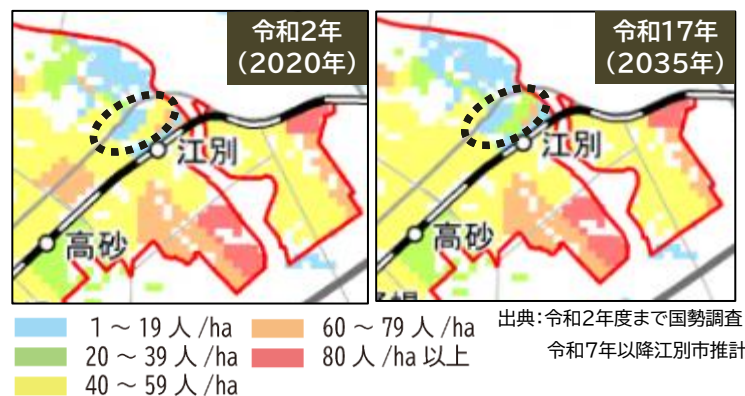 令和2年
(2020年)
江別
高砂
令和17年
(2035年)
江別
高砂
1 ～ 19 人 /ha
20 ～ 39 人 /ha
40 ～ 59 人 /ha
60 ～ 79 人 /ha
80 人 /ha 以上
出典：令和2年度まで国勢調査
令和7年以降江別市推計